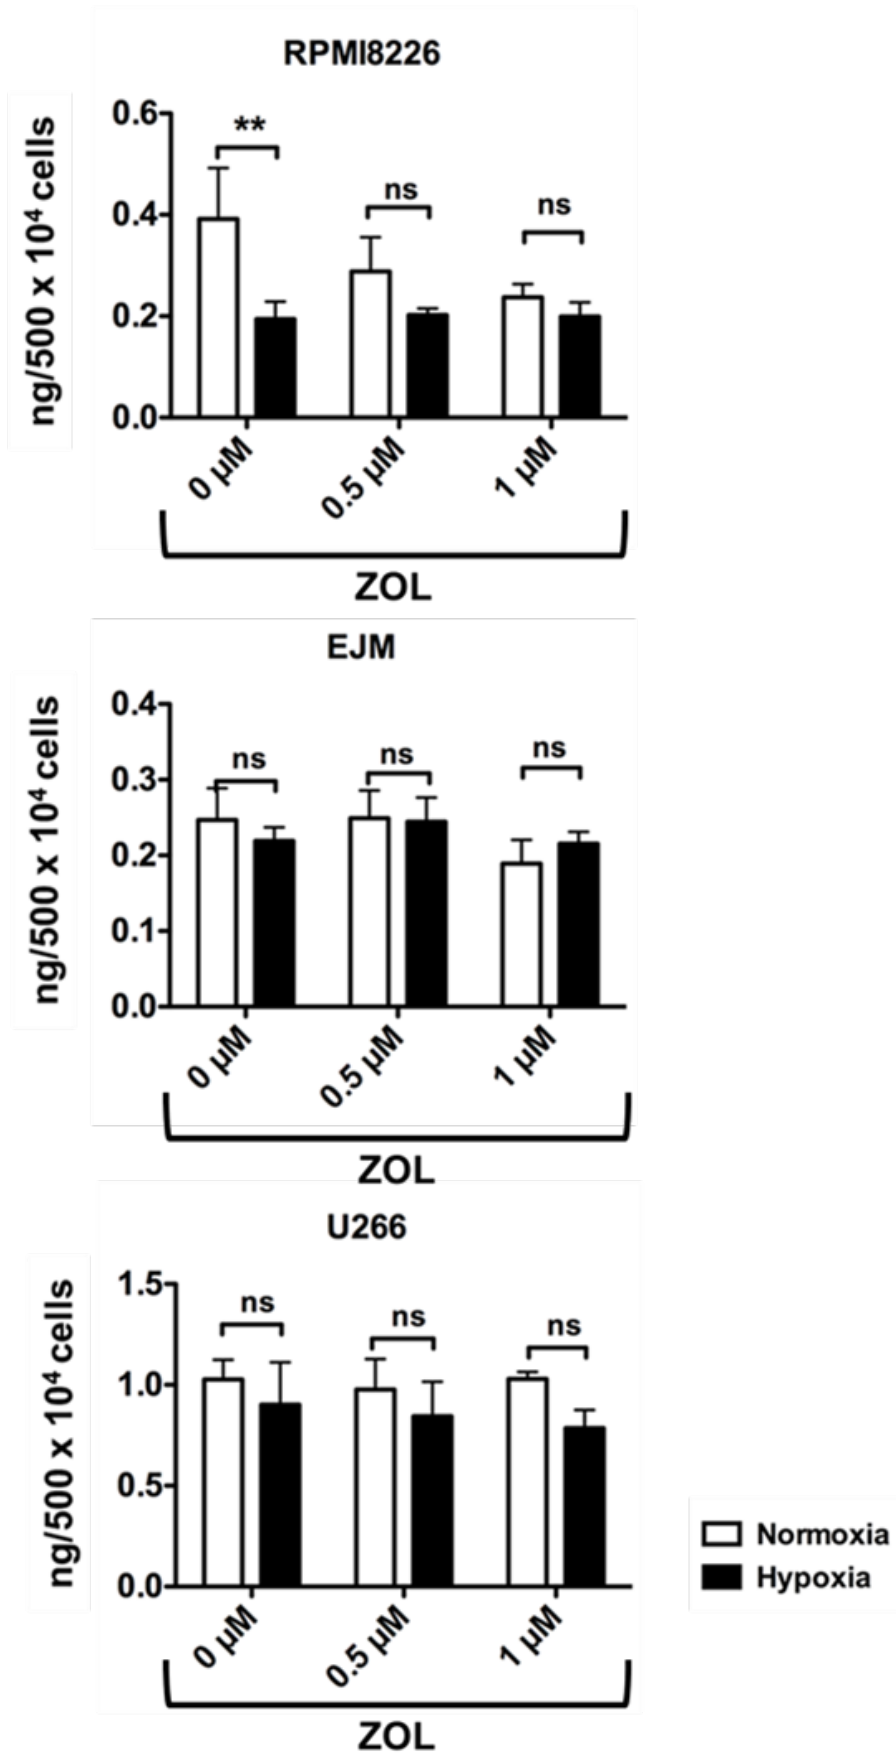 RPMI8226
ng/500 x 10⁴ cells
0.6
0.4
0.2
0.0
**
ns
ns
0 µM
0.5 µM
1 µM
ZOL
EJM
ng/500 x 10⁴ cells
0.4
0.3
0.2
0.1
0.0
ns
ns
ns
0 µM
0.5 µM
1 µM
ZOL
U266
ng/500 x 10⁴ cells
1.5
1.0
0.5
0.0
ns
ns
ns
0 µM
0.5 µM
1 µM
ZOL
Normoxia
Hypoxia